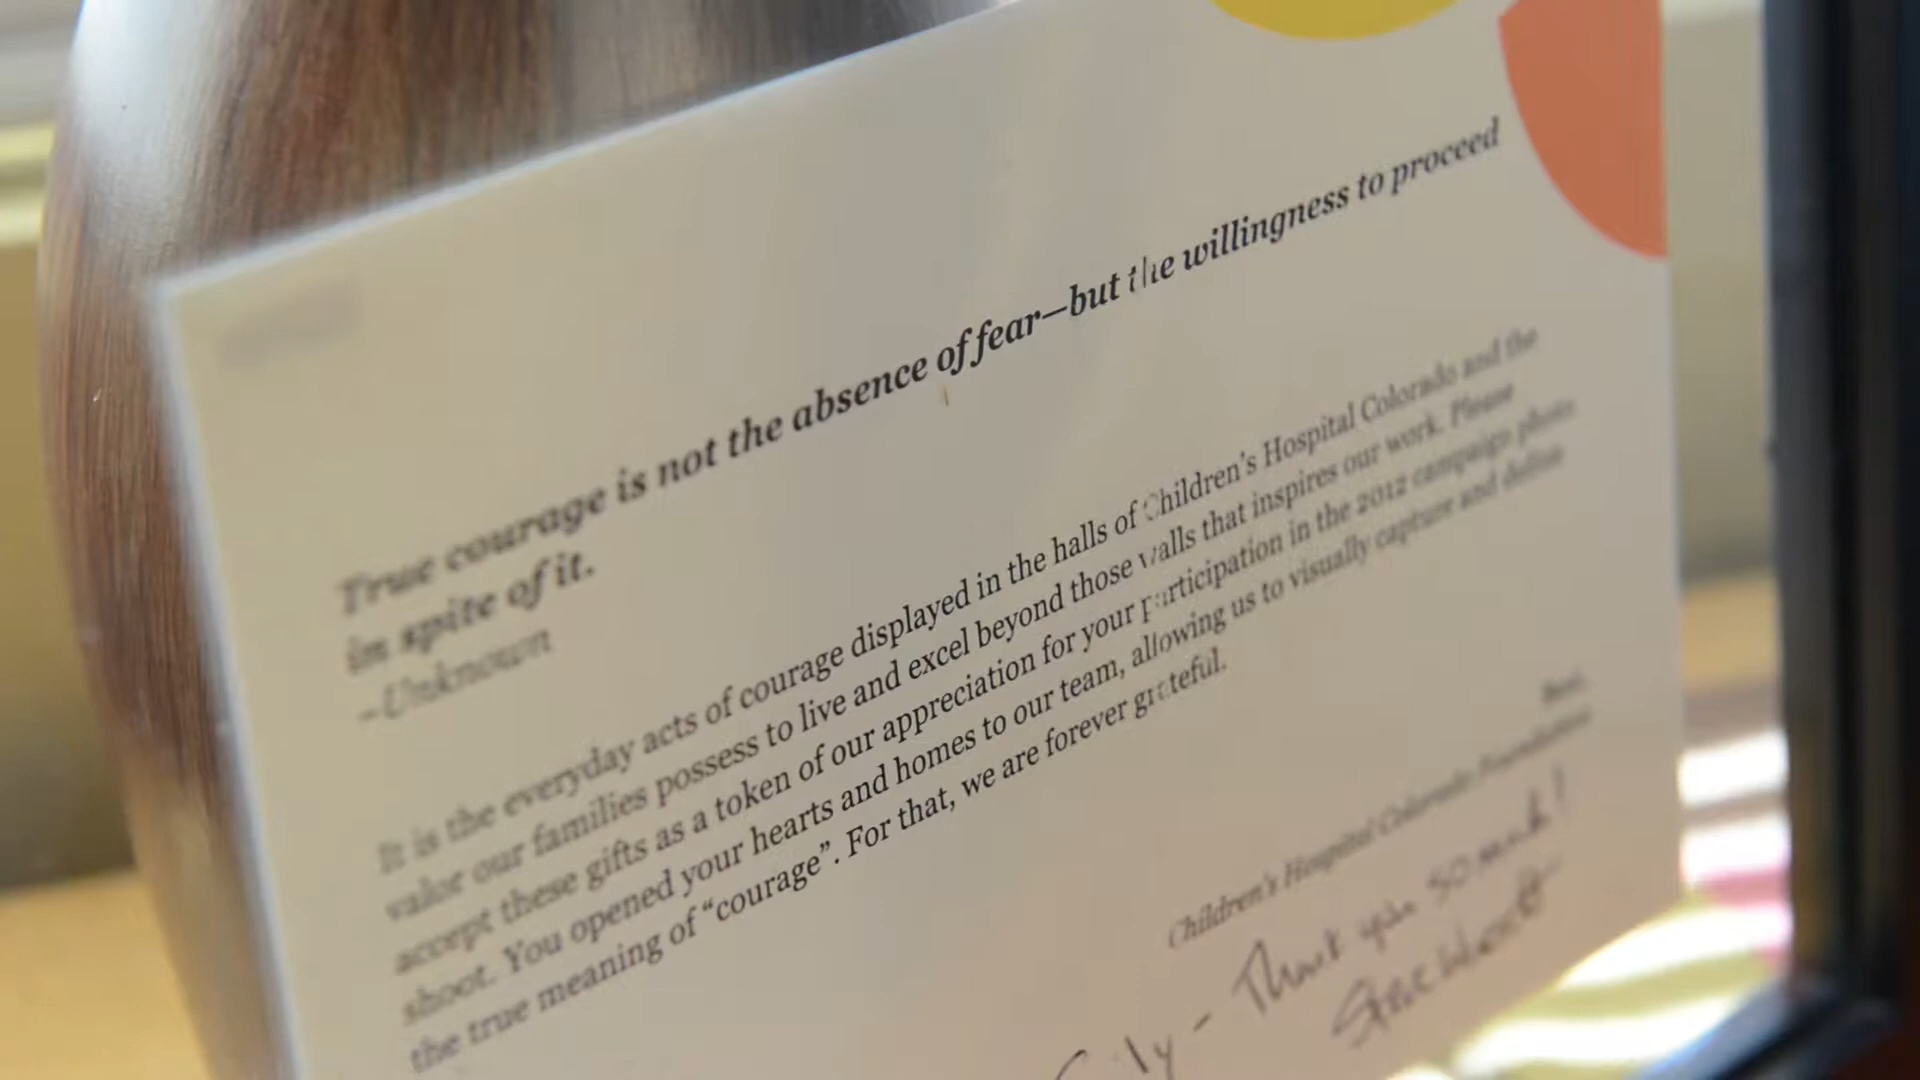 True courage is not the absence of fear—but the willingness to proceed
in spite of it.
–Unknown
It is the everyday acts of courage displayed in the halls of Children's Hospital Colorado and the
valor our families possess to live and excel beyond those walls that inspires our work. Please
accept these gifts as a token of our appreciation for your participation in the 2012 campaign photo
shoot. You opened your hearts and homes to our team, allowing us to visually capture and define
the true meaning of “courage”. For that, we are forever grateful.
Best,
Children's Hospital Colorado Foundation
Thank you so much!